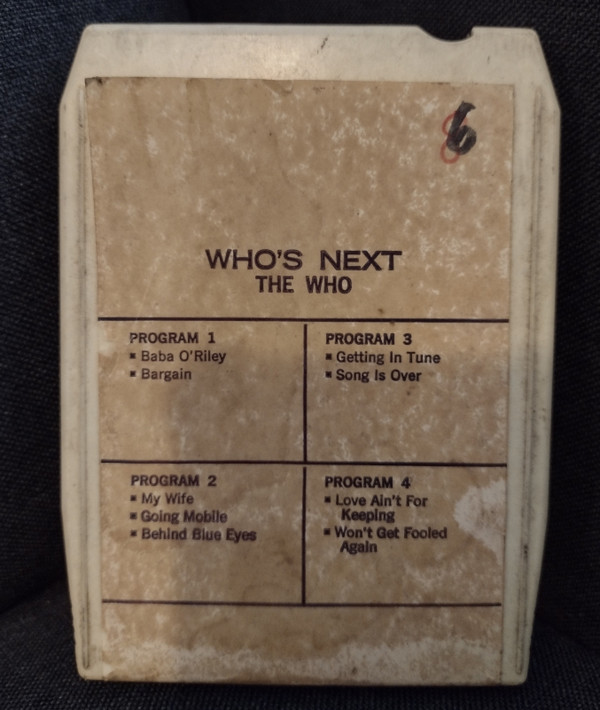 6
WHO'S NEXT
THE WHO
PROGRAM 1
▪ Baba O'Riley
▪ Bargain
PROGRAM 3
▪ Getting In Tune
▪ Song Is Over
PROGRAM 2
▪ My Wife
▪ Going Mobile
▪ Behind Blue Eyes
PROGRAM 4
▪ Love Ain't For
Keeping
▪ Won't Get Fooled
Again